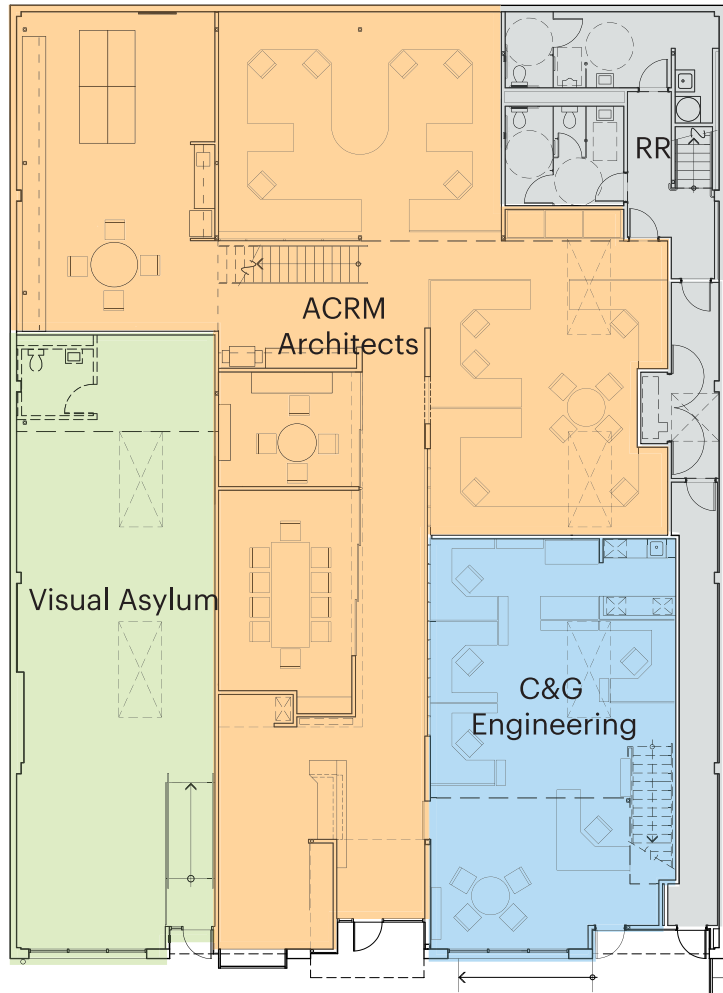 RR
ACRM
Architects
Visual Asylum
C&G
Engineering